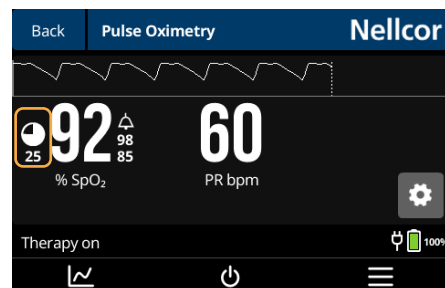 Back Pulse Oximetry Nellcor
25 92 98 85 60
% SpO₂ PR bpm
Therapy on 100%